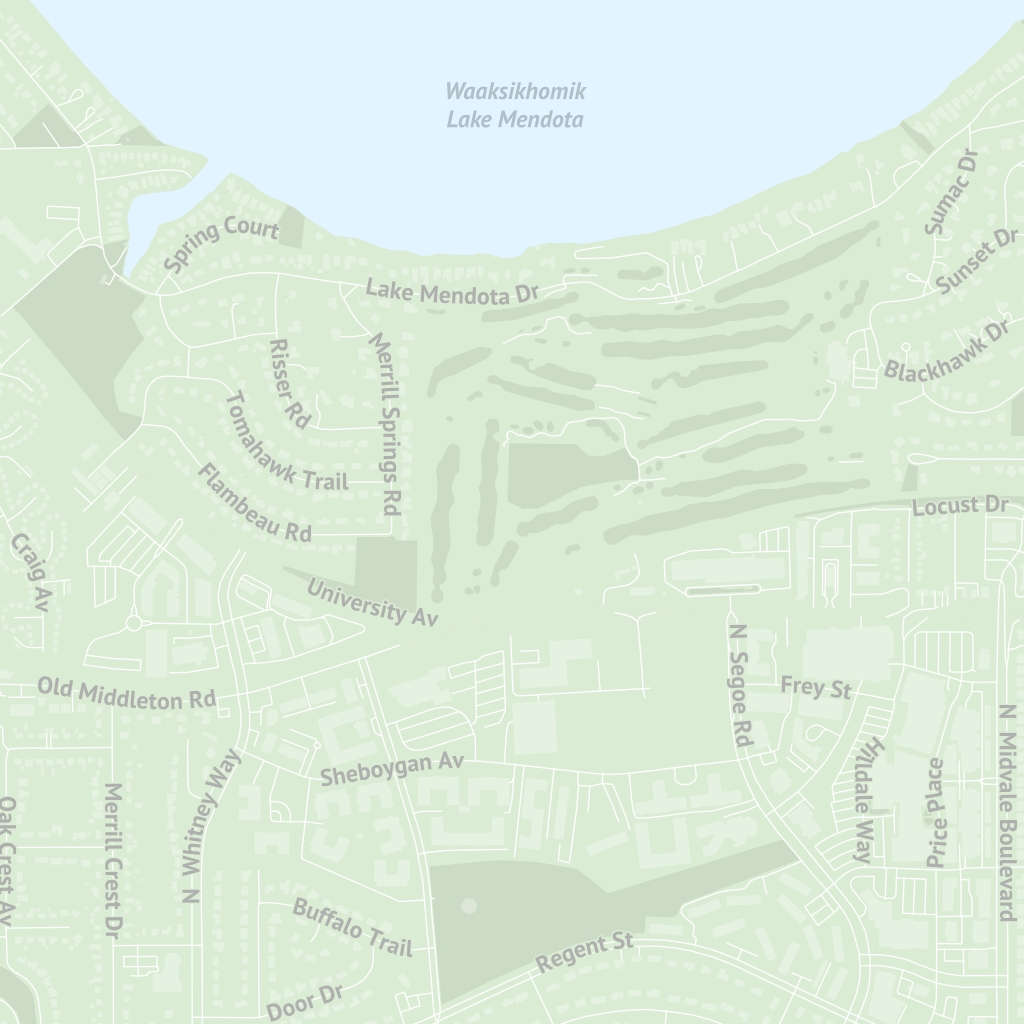 Waaksikhomik
Lake Mendota
Sumac Dr
Spring Court
Sunset Dr
Lake Mendota Dr
Blackhawk Dr
Risser Rd
Merrill Springs Rd
Tomahawk Trail
Flambeau Rd
Locust Dr
Craig Av
University Av
N Segoe Rd
Old Middleton Rd
Frey St
N Midvale Boulevard
Sheboygan Av
Hilldale Way
Price Place
N Whitney Way
Merrill Crest Dr
Oak Crest Av
Buffalo Trail
Regent St
Door Dr